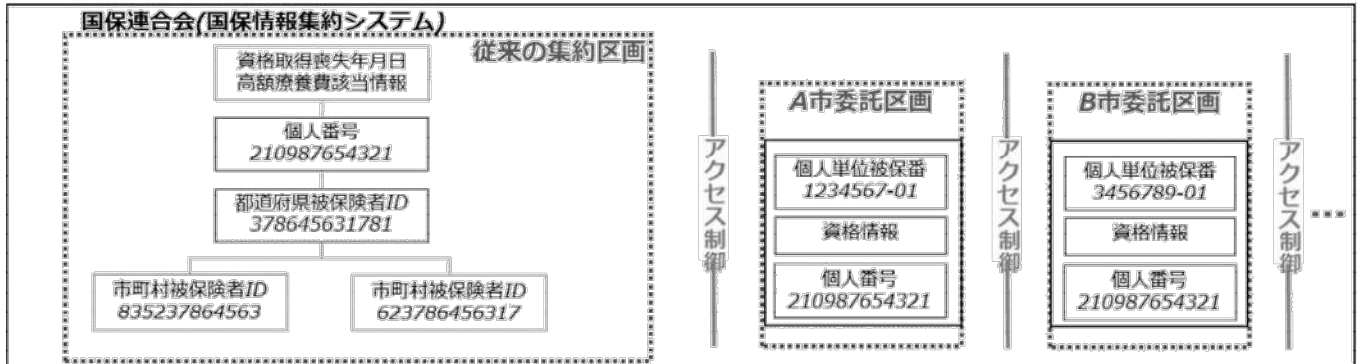 国保連合会(国保情報集約システム)
従来の集約区画
資格取得喪失年月日
高額療養費該当情報
個人番号
210987654321
都道府県被保険者ID
378645631781
市町村被保険者ID
835237864563
市町村被保険者ID
623786456317
アクセス制御
A市委託区画
個人単位被保番
1234567-01
資格情報
個人番号
210987654321
アクセス制御
B市委託区画
個人単位被保番
3456789-01
資格情報
個人番号
210987654321
アクセス制御